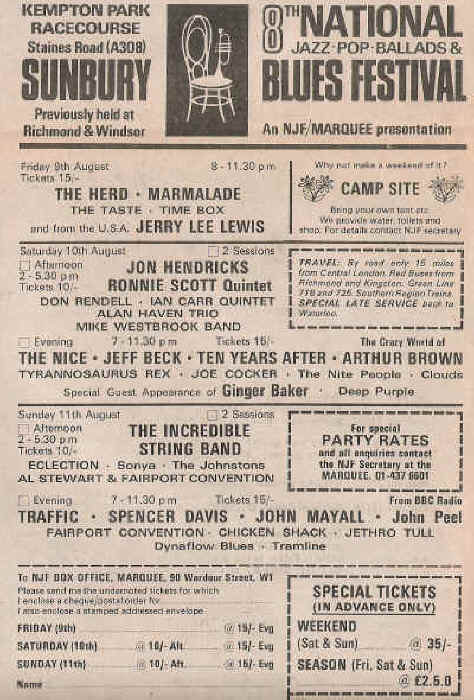 KEMPTON PARK
RACECOURSE
Staines Road (A308)
SUNBURY
Previously held at
Richmond & Windsor
8TH NATIONAL
JAZZ·POP·BALLADS &
BLUES FESTIVAL
An NJF/MARQUEE presentation
Friday 9th August 8 - 11.30 pm
Tickets 15/-
THE HERD · MARMALADE
THE TASTE · TIME BOX
and from the U.S.A. JERRY LEE LEWIS
Why not make a weekend of it?
CAMP SITE
Bring your own tent etc.
We provide water, toilets and
shop. For details contact NJF secretary
Saturday 10th August 2 Sessions
Afternoon
2 - 5.30 pm
Tickets 10/-
JON HENDRICKS
RONNIE SCOTT Quintet
DON RENDELL · IAN CARR QUINTET
ALAN HAVEN TRIO
MIKE WESTBROOK BAND
TRAVEL: By road only 15 miles
from Central London. Red Buses from
Richmond and Kingston. Green Line
716 and 725. Southern Region Trains.
SPECIAL LATE SERVICE back to
Waterloo.
Evening 7 - 11.30 pm Tickets 15/- The Crazy World of
THE NICE · JEFF BECK · TEN YEARS AFTER · ARTHUR BROWN
TYRANNOSAURUS REX · JOE COCKER · The Nite People · Clouds
Special Guest Appearance of Ginger Baker · Deep Purple
Sunday 11th August 2 Sessions
Afternoon
2 - 5.30 pm
Tickets 10/-
THE INCREDIBLE
STRING BAND
ECLECTION · Sonya · The Johnstons
AL STEWART & FAIRPORT CONVENTION
For special
PARTY RATES
and all enquiries contact
the NJF Secretary at the
MARQUEE. 01-437 6601
Evening 7 - 11.30 pm Tickets 15/- From BBC Radio
TRAFFIC · SPENCER DAVIS · JOHN MAYALL · John Peel
FAIRPORT CONVENTION · CHICKEN SHACK · JETHRO TULL
Dynaflow Blues · Tramline
To NJF BOX OFFICE, MARQUEE, 90 Wardour Street, W1
Please send me the undernoted tickets for which
I enclose a cheque/postal order for
I also enclose a stamped addressed envelope
FRIDAY (9th) @ 15/- Evg
SATURDAY (10th) @ 10/- Aft @ 15/- Evg
SUNDAY (11th) @ 10/- Aft. @ 15/- Evg
Name
SPECIAL TICKETS
(IN ADVANCE ONLY)
WEEKEND
(Sat & Sun) @ 35/-
SEASON (Fri, Sat & Sun)
@ £2.5.0